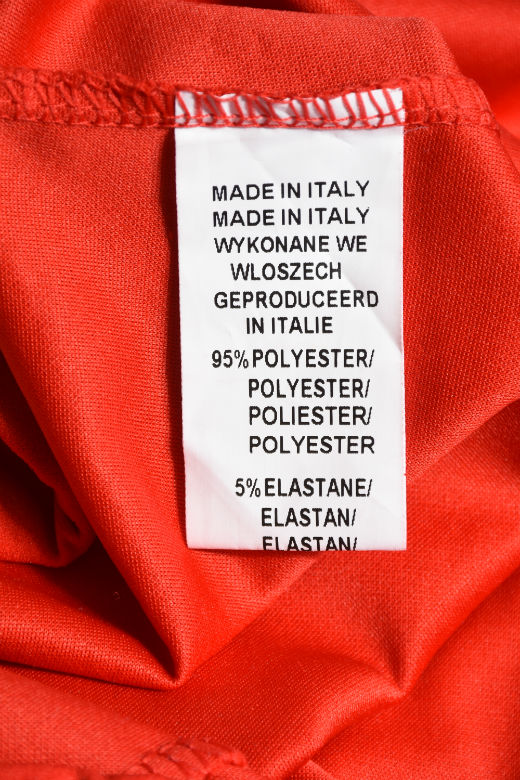 MADE IN ITALY
MADE IN ITALY
WYKONANE WE
WLOSZECH
GEPRODUCEERD
IN ITALIE
95% POLYESTER/
POLYESTER/
POLIESTER/
POLYESTER
5% ELASTANE/
ELASTAN/
ELASTAN/